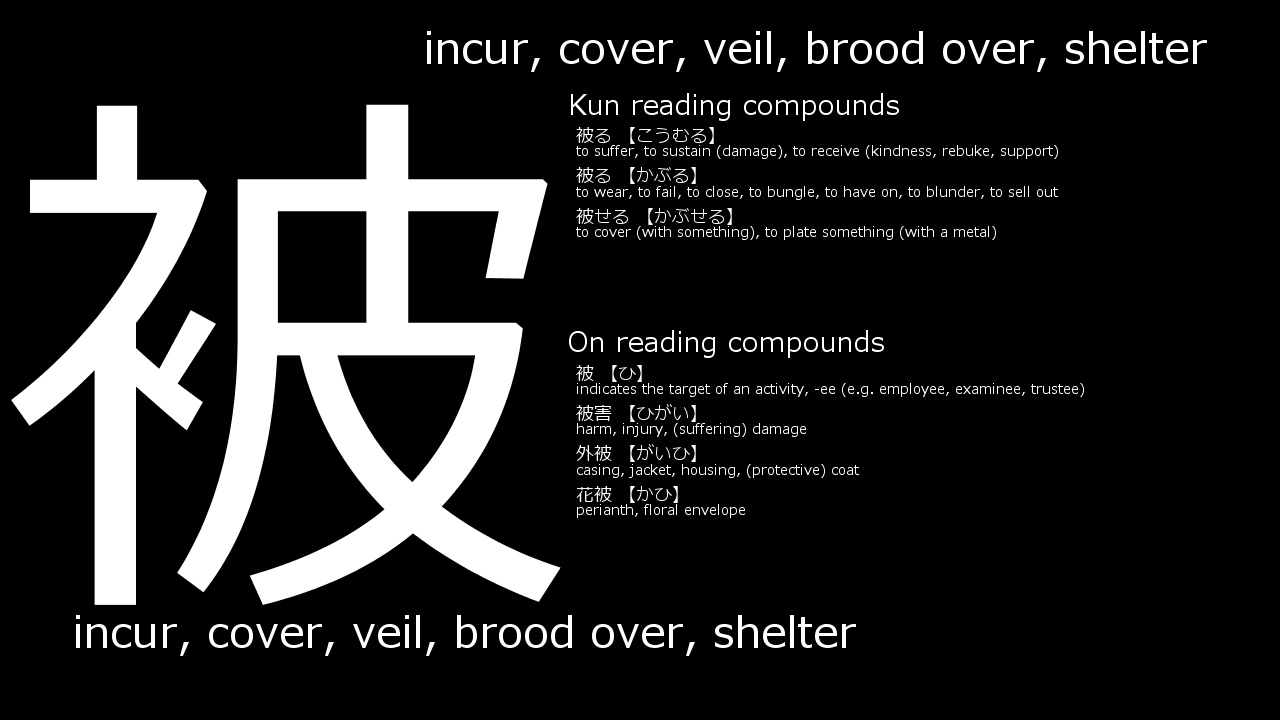 incur, cover, veil, brood over, shelter
被
Kun reading compounds
被る 【こうむる】
to suffer, to sustain (damage), to receive (kindness, rebuke, support)
被る 【かぶる】
to wear, to fail, to close, to bungle, to have on, to blunder, to sell out
被せる 【かぶせる】
to cover (with something), to plate something (with a metal)
On reading compounds
被 【ひ】
indicates the target of an activity, -ee (e.g. employee, examinee, trustee)
被害 【ひがい】
harm, injury, (suffering) damage
外被 【がいひ】
casing, jacket, housing, (protective) coat
花被 【かひ】
perianth, floral envelope
incur, cover, veil, brood over, shelter